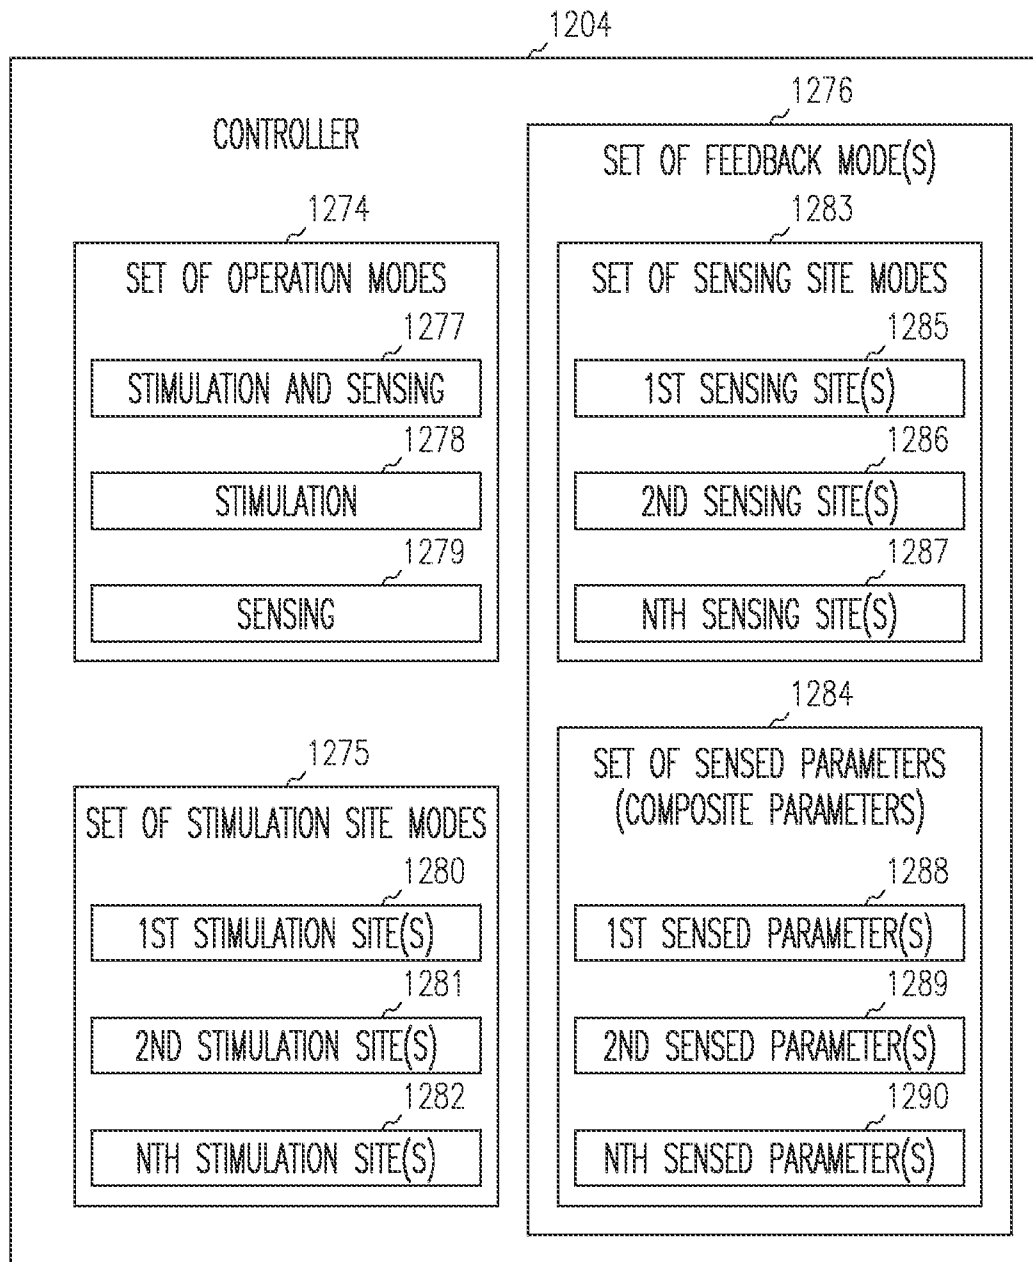 1204
CONTROLLER
1274
SET OF OPERATION MODES
1277
STIMULATION AND SENSING
1278
STIMULATION
1279
SENSING
1275
SET OF STIMULATION SITE MODES
1280
1ST STIMULATION SITE(S)
1281
2ND STIMULATION SITE(S)
1282
NTH STIMULATION SITE(S)
1276
SET OF FEEDBACK MODE(S)
1283
SET OF SENSING SITE MODES
1285
1ST SENSING SITE(S)
1286
2ND SENSING SITE(S)
1287
NTH SENSING SITE(S)
1284
SET OF SENSED PARAMETERS
(COMPOSITE PARAMETERS)
1288
1ST SENSED PARAMETER(S)
1289
2ND SENSED PARAMETER(S)
1290
NTH SENSED PARAMETER(S)